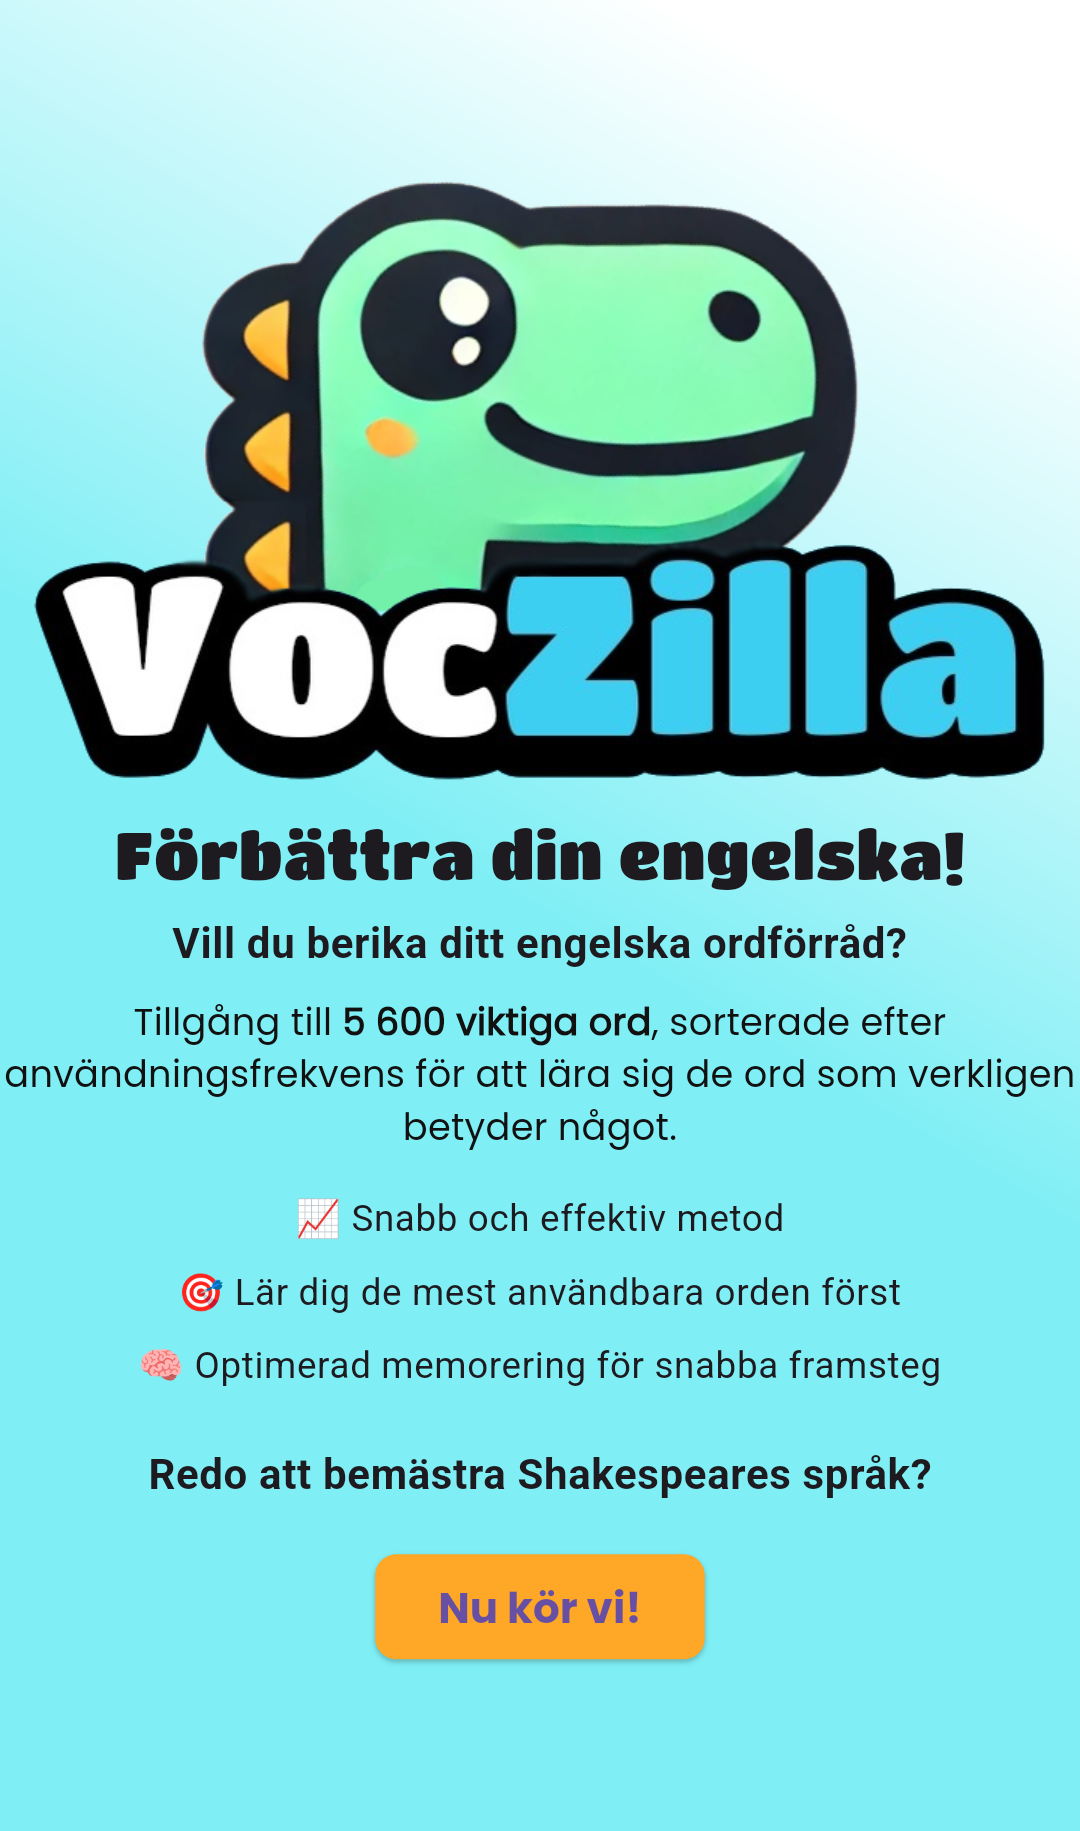 VocZilla
Förbättra din engelska!
Vill du berika ditt engelska ordförråd?
Tillgång till 5 600 viktiga ord, sorterade efter
användningsfrekvens för att lära sig de ord som verkligen
betyder något.
📈 Snabb och effektiv metod
🎯 Lär dig de mest användbara orden först
🧠 Optimerad memorering för snabba framsteg
Redo att bemästra Shakespeares språk?
Nu kör vi!